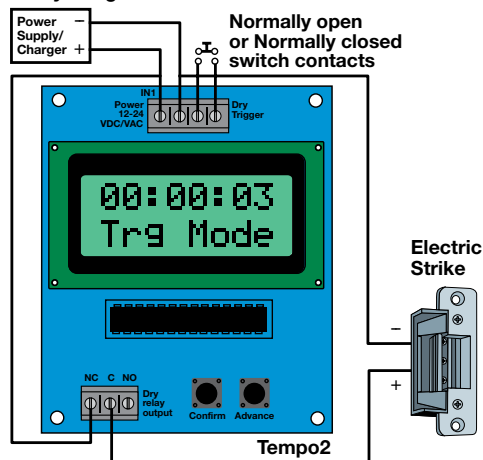 Power
Supply/
Charger
−
+
Normally open
or Normally closed
switch contacts
IN1
Power
12-24
VDC/VAC
Dry
Trigger
00:00:03
Trg Mode
Electric
Strike
−
+
NC C NO
Dry
relay
output
Confirm
Advance
Tempo2